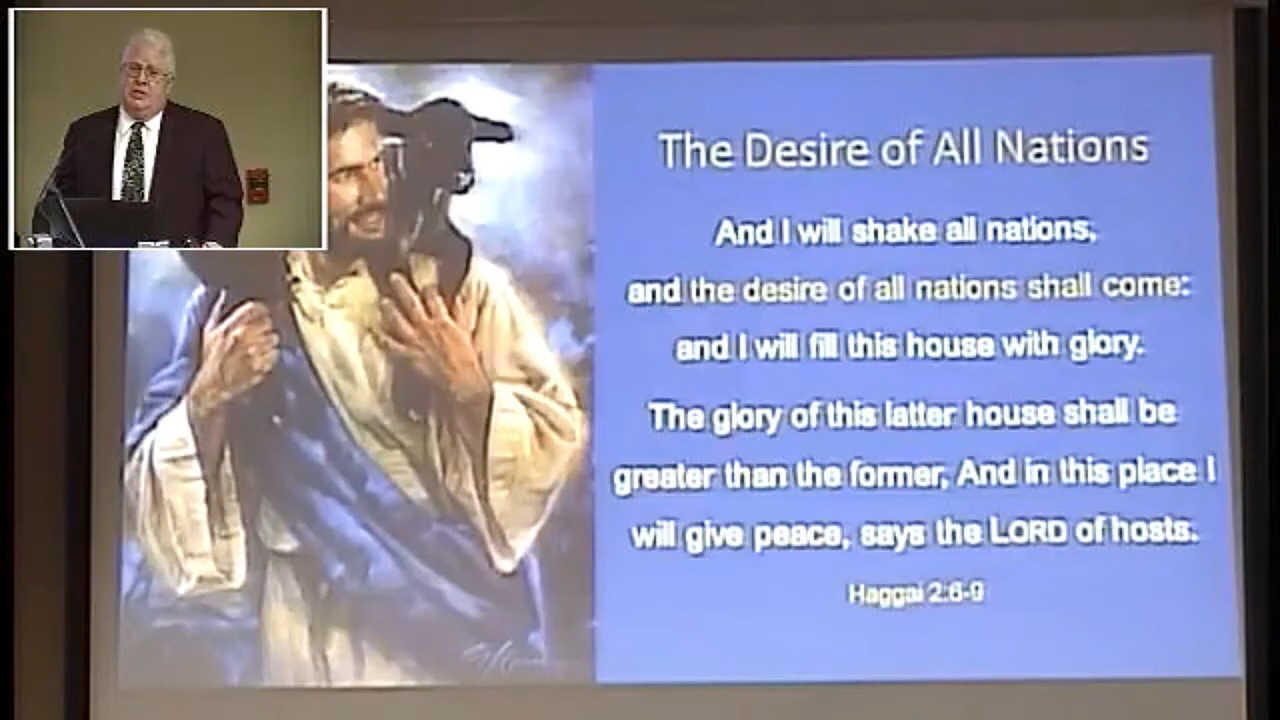 The Desire of All Nations
And I will shake all nations,
and the desire of all nations shall come:
and I will fill this house with glory.
The glory of this latter house shall be
greater than the former, And in this place I
will give peace, says the LORD of hosts.
Haggai 2:6-9